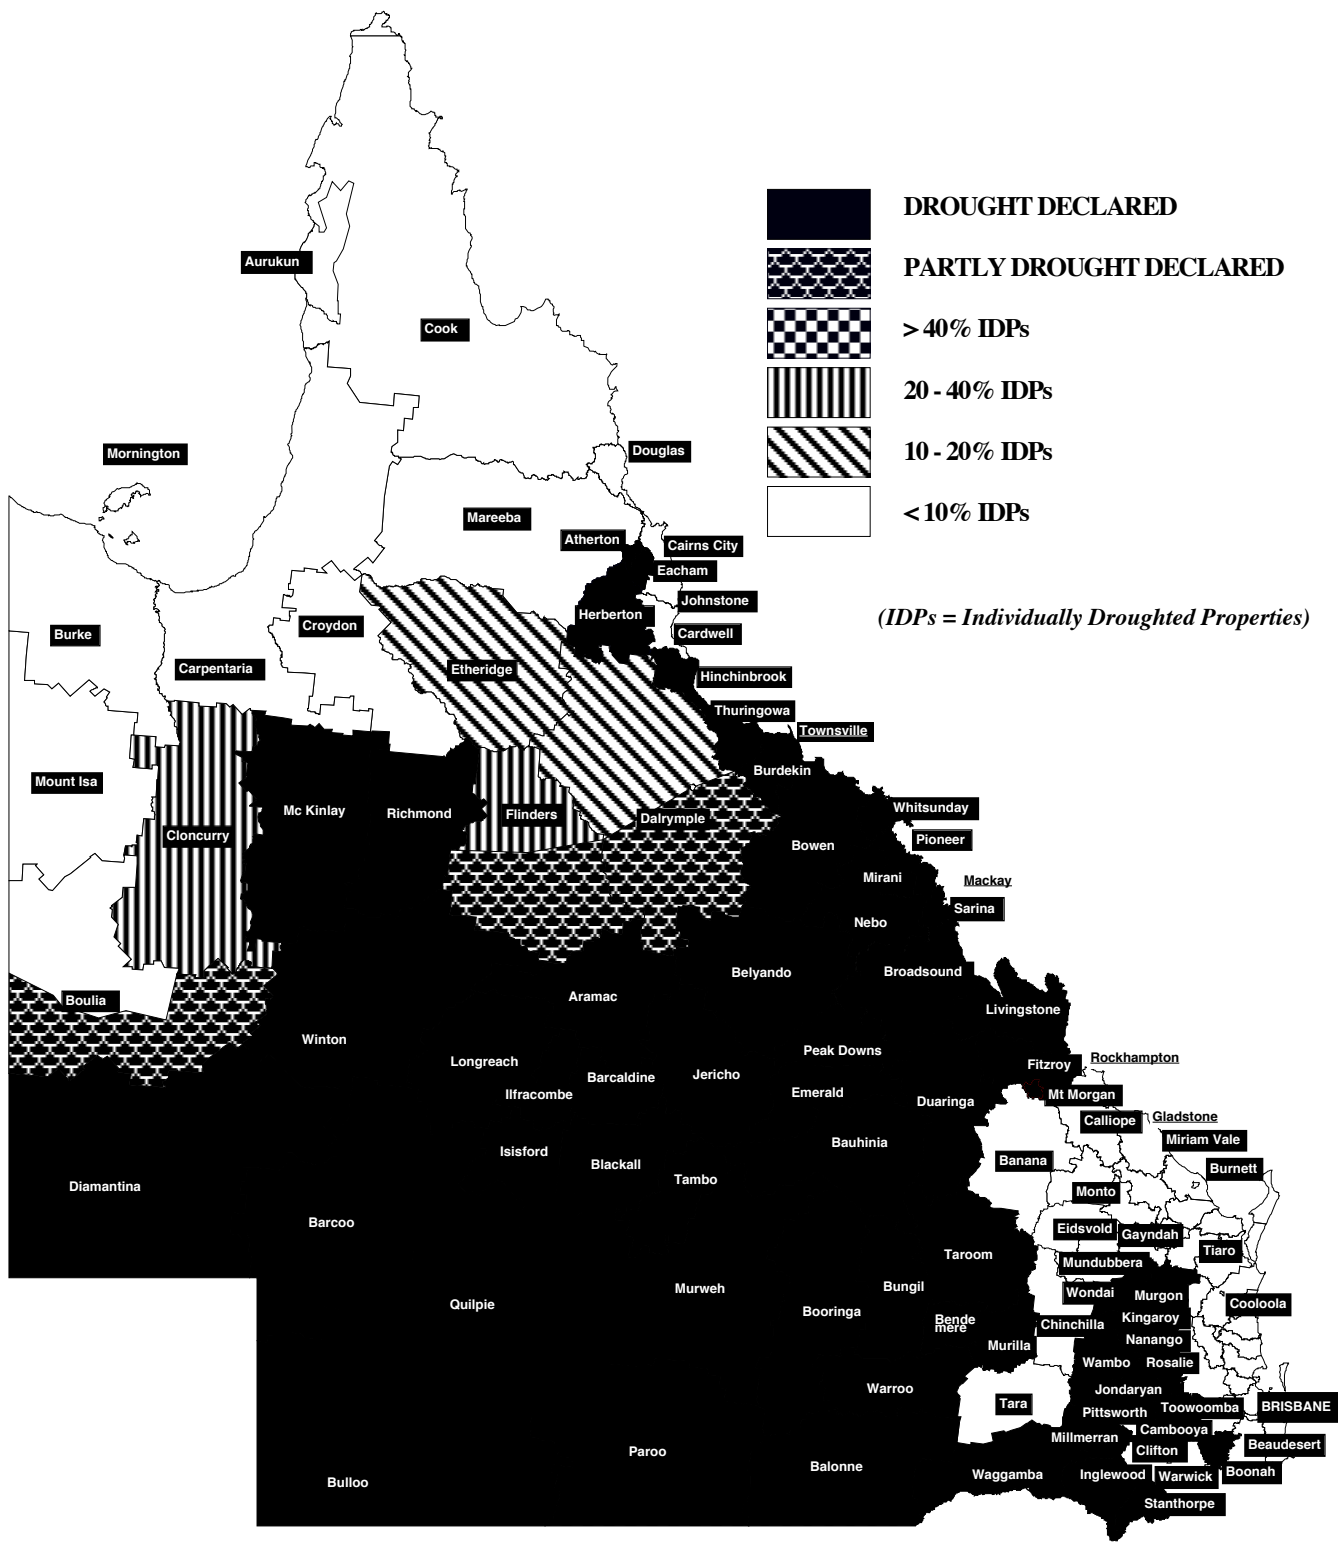 DROUGHT DECLARED
PARTLY DROUGHT DECLARED
> 40% IDPs
20 - 40% IDPs
10 - 20% IDPs
< 10% IDPs
(IDPs = Individually Droughted Properties)
Aurukun
Cook
Mornington
Douglas
Mareeba
Atherton
Cairns City
Eacham
Johnstone
Herberton
Croydon
Burke
Cardwell
Carpentaria
Etheridge
Hinchinbrook
Thuringowa
Townsville
Burdekin
Mount Isa
Mc Kinlay
Richmond
Flinders
Dalrymple
Whitsunday
Cloncurry
Pioneer
Bowen
Mirani
Mackay
Sarina
Nebo
Belyando
Broadsound
Boulia
Aramac
Livingstone
Winton
Peak Downs
Longreach
Fitzroy
Rockhampton
Barcaldine
Jericho
Ilfracombe
Emerald
Mt Morgan
Duaringa
Calliope
Gladstone
Miriam Vale
Bauhinia
Isisford
Banana
Blackall
Burnett
Tambo
Diamantina
Monto
Barcoo
Eidsvold
Gayndah
Taroom
Tiaro
Mundubbera
Murweh
Bungil
Wondai
Murgon
Quilpie
Cooloola
Booringa
Bende
mere
Kingaroy
Chinchilla
Nanango
Murilla
Wambo
Rosalie
Warroo
Jondaryan
Tara
Toowoomba
BRISBANE
Pittsworth
Cambooya
Millmerran
Beaudesert
Paroo
Clifton
Balonne
Waggamba
Inglewood
Warwick
Boonah
Bulloo
Stanthorpe